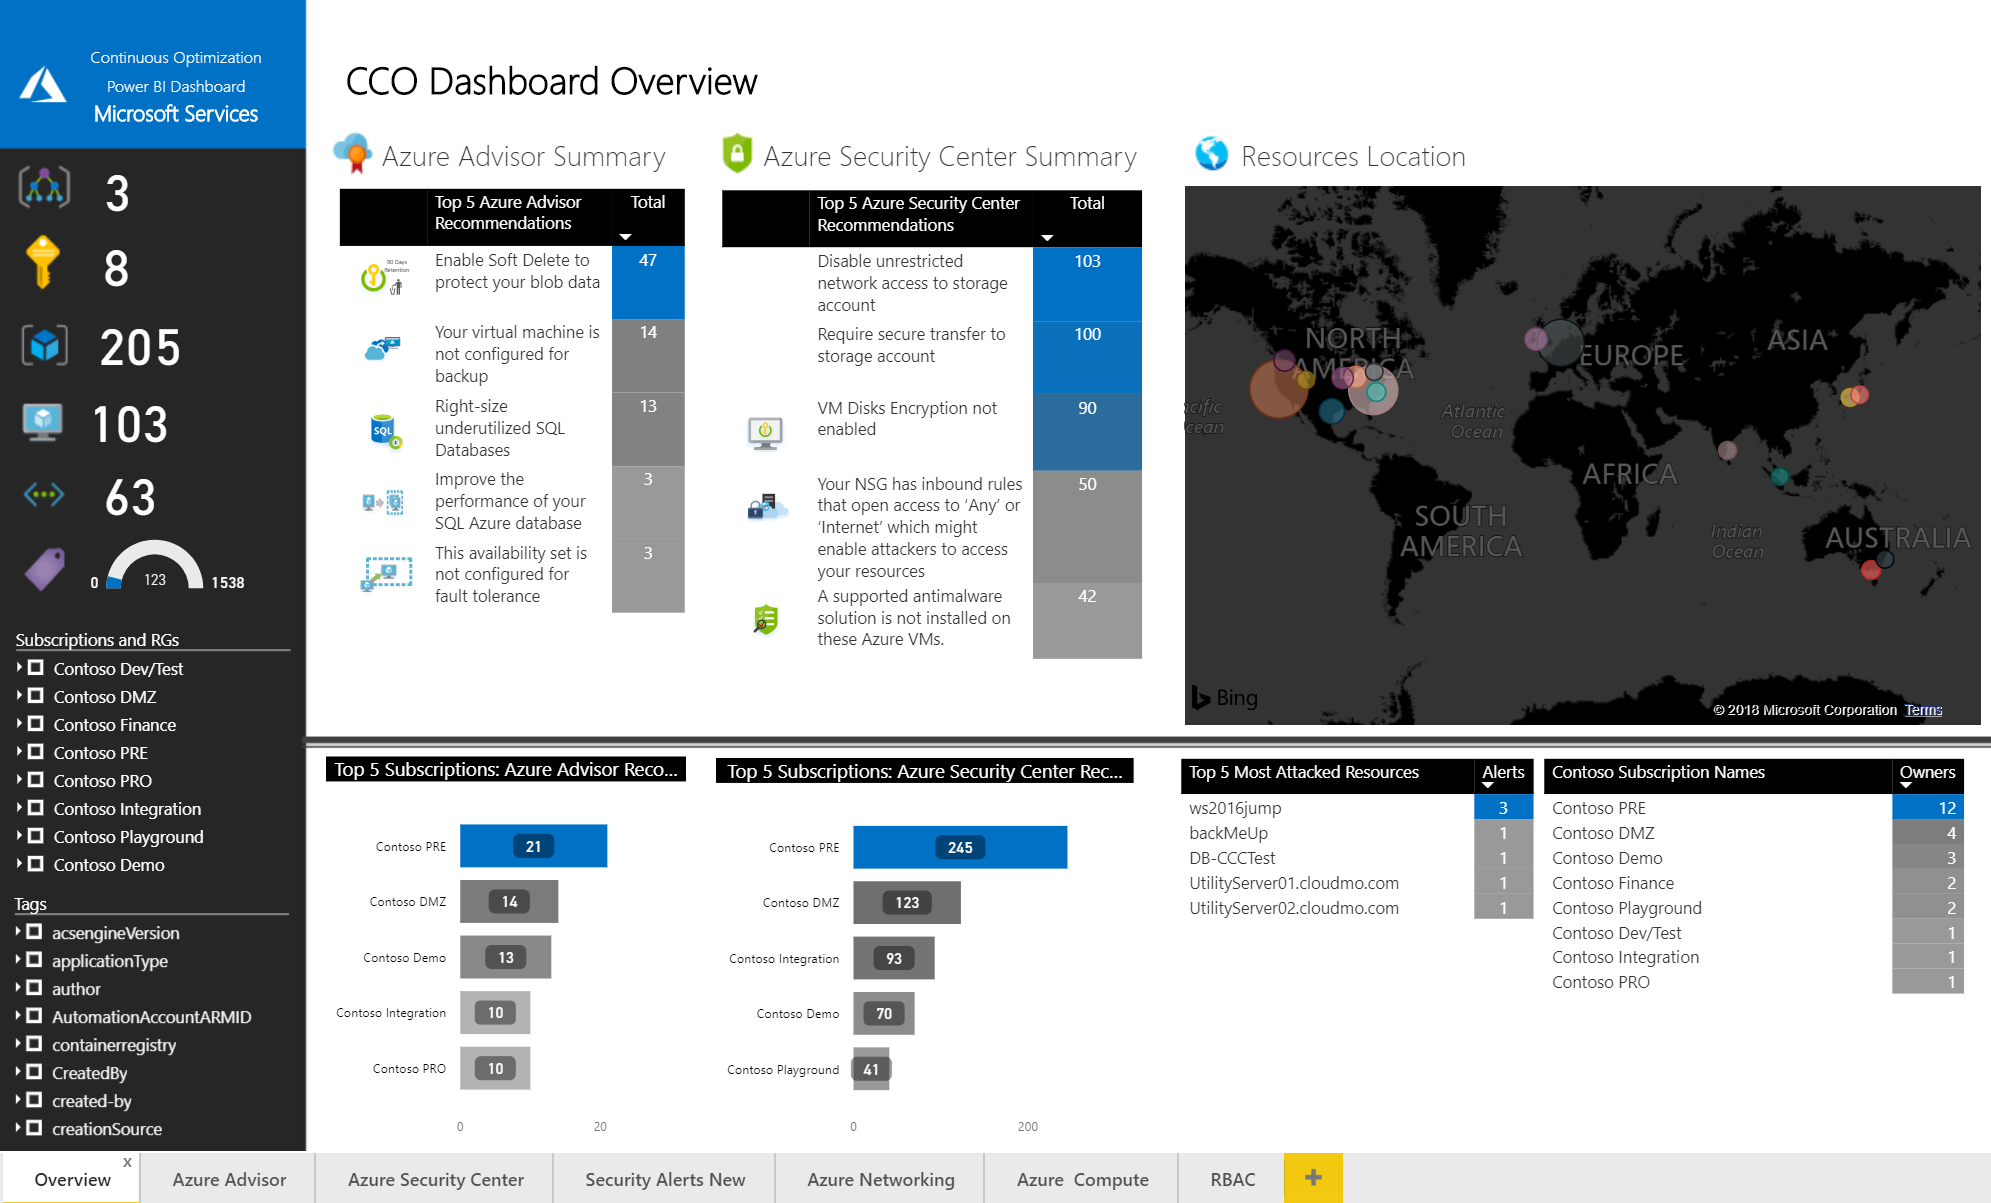 Continuous Optimization
Power BI Dashboard
Microsoft Services
3
8
205
103
63
0
123
1538
Subscriptions and RGs
Contoso Dev/Test
Contoso DMZ
Contoso Finance
Contoso PRE
Contoso PRO
Contoso Integration
Contoso Playground
Contoso Demo
Tags
acsengineVersion
applicationType
author
AutomationAccountARMID
containerregistry
CreatedBy
created-by
creationSource
CCO Dashboard Overview
Azure Advisor Summary
Top 5 Azure Advisor
Recommendations
Total
90 Days
Retention
Enable Soft Delete to
protect your blob data
47
Your virtual machine is
not configured for
backup
14
SQL
Right-size
underutilized SQL
Databases
13
Improve the
performance of your
SQL Azure database
3
This availability set is
not configured for
fault tolerance
3
Azure Security Center Summary
Top 5 Azure Security Center
Recommendations
Total
Disable unrestricted
network access to storage
account
103
Require secure transfer to
storage account
100
VM Disks Encryption not
enabled
90
Your NSG has inbound rules
that open access to ‘Any’ or
‘Internet’ which might
enable attackers to access
your resources
50
A supported antimalware
solution is not installed on
these Azure VMs.
42
Resources Location
NORTH
AMERICA
EUROPE
ASIA
acific
cean
Atlantic
Ocean
AFRICA
SOUTH
AMERICA
Indian
Ocean
AUSTRALIA
Bing
© 2018 Microsoft Corporation Terms
Top 5 Subscriptions: Azure Advisor Reco...
Contoso PRE
21
Contoso DMZ
14
Contoso Demo
13
Contoso Integration
10
Contoso PRO
10
0
20
Top 5 Subscriptions: Azure Security Center Rec...
Contoso PRE
245
Contoso DMZ
123
Contoso Integration
93
Contoso Demo
70
Contoso Playground
41
0
200
Top 5 Most Attacked Resources Alerts
ws2016jump 3
backMeUp 1
DB-CCCTest 1
UtilityServer01.cloudmo.com 1
UtilityServer02.cloudmo.com 1
Contoso Subscription Names Owners
Contoso PRE 12
Contoso DMZ 4
Contoso Demo 3
Contoso Finance 2
Contoso Playground 2
Contoso Dev/Test 1
Contoso Integration 1
Contoso PRO 1
Overview x
Azure Advisor
Azure Security Center
Security Alerts New
Azure Networking
Azure Compute
RBAC
+